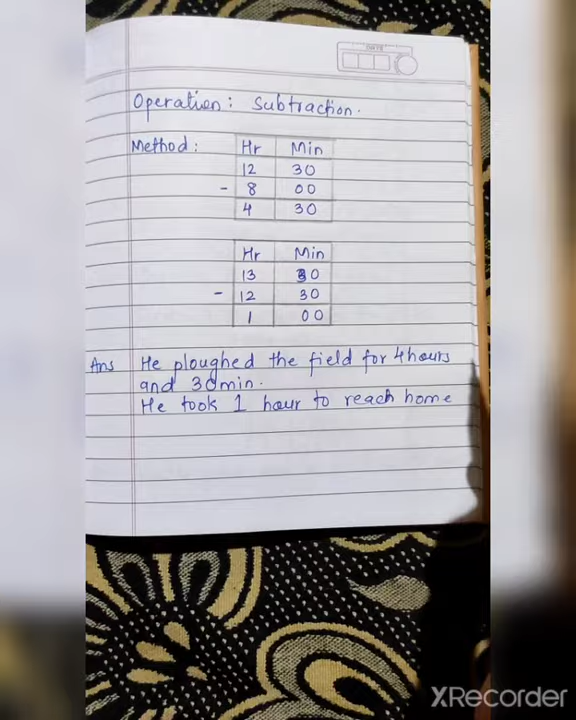 DATE
Operation: Subtraction.
Method:
Hr Min
12 30
- 8 00
4 30
Hr Min
13 30
- 12 30
1 00
Ans He ploughed the field for 4 hours
and 30 min.
He took 1 hour to reach home
XRecorder